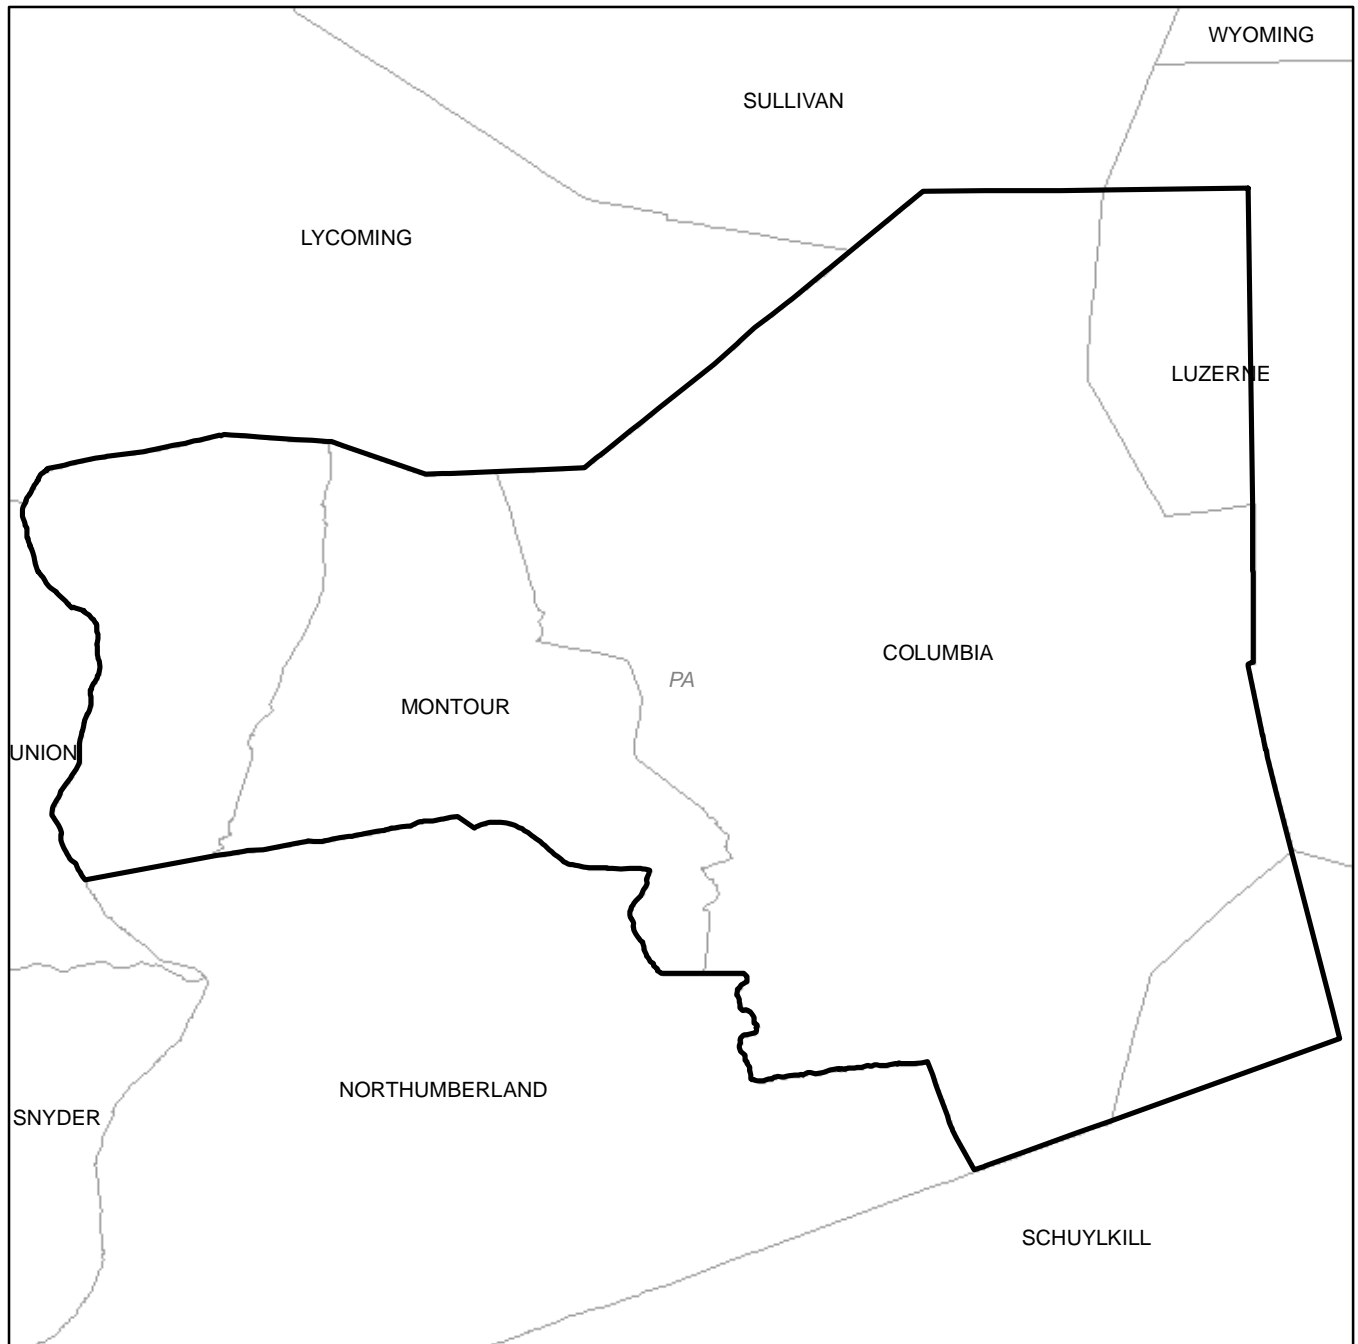 WYOMING
SULLIVAN
LYCOMING
LUZERNE
COLUMBIA
PA
MONTOUR
UNION
NORTHUMBERLAND
SNYDER
SCHUYLKILL